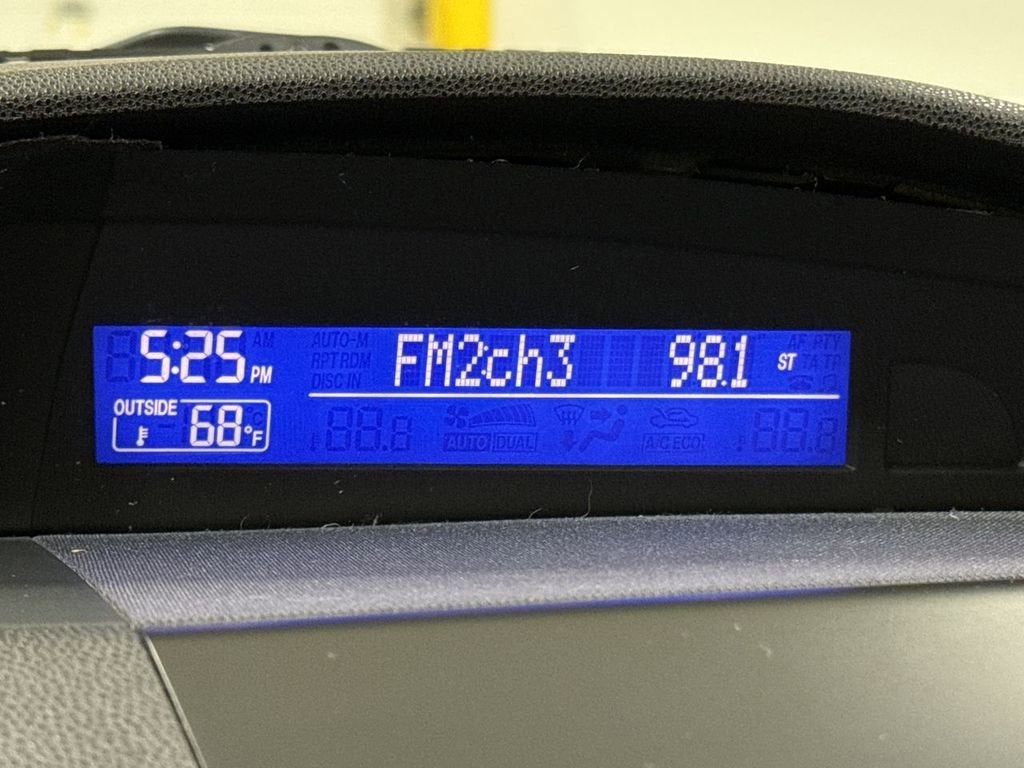 5:25 PM AM AUTO-M FM2ch3 98.1 ST AF PTY
RPT RDM TA TP
DISC IN
OUTSIDE
68°F
AUTO DUAL A/C ECO